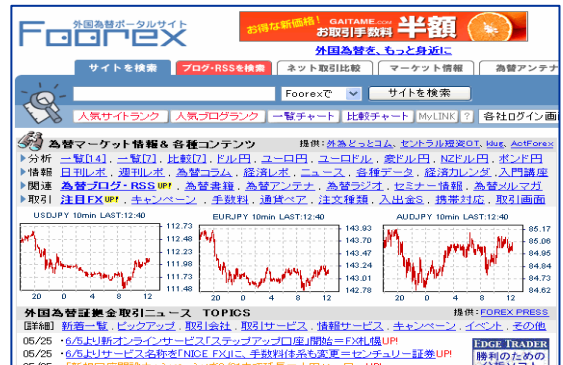 外国為替ポータルサイト
Foorex
お得な新価格! GAITAME.COM お取引手数料 半額
外国為替を、もっと身近に
サイトを検索 ブログ・RSSを検索 ネット取引比較 マーケット情報 為替アンテナ
Foorexで サイトを検索
人気サイトランク 人気ブログランク 一覧チャート 比較チャート MyLINK ? 各社ログイン画面
為替マーケット情報&各種コンテンツ 提供:外為どっとコム、セントラル短資OT、klug、ActForex
分析 一覧[14]、一覧[7]、比較[7]、ドル円、ユーロ円、ユーロドル、豪ドル円、NZドル円、ポンド円
情報 日刊レポ、週刊レポ、為替コラム、経済レポ、ニュース、各種データ、経済カレンダ、入門講座
関連 為替ブログ・RSS UP!、為替書籍、為替アンテナ、為替ラジオ、セミナー情報、為替メルマガ
取引 注目FX UP!、キャンペーン、手数料、通貨ペア、注文種類、入出金S、携帯対応、取引画面
USDJPY 10min LAST:12:40 EURJPY 10min LAST:12:40 AUDJPY 10min LAST:12:40
112.73 143.93 85.17
112.48 143.70 85.06
112.23 143.47 84.95
111.98 143.24 84.84
111.73 143.01 84.73
111.48 142.78 84.62
20 0 4 8 12 20 0 4 8 12 20 0 4 8 12
外国為替証拠金取引ニュース TOPICS 提供:FOREX PRESS
[詳細] 新着一覧、ピックアップ、取引会社、取引サービス、情報サービス、キャンペーン、イベント、その他
05/25 ・6/5より新オンラインサービス「ステップアップ口座」開始=FX札幌UP!
05/25 ・6/5よりサービス名称を「NICE FX」に、手数料体系も変更=センチュリー証券UP!
EDGE TRADER
勝利のための